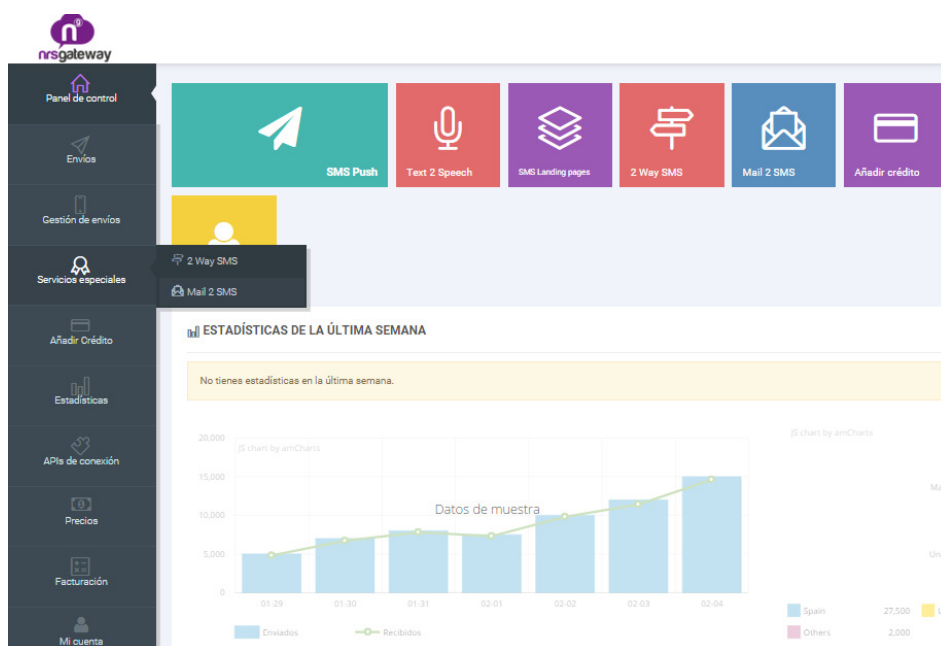 n9
nrsgateway
Panel de control
Envíos
Gestión de envíos
Servicios especiales
Añadir Crédito
Estadísticas
APIs de conexión
Precios
Facturación
Mi cuenta
SMS Push
Text 2 Speech
SMS Landing pages
2 Way SMS
Mail 2 SMS
Añadir crédito
2 Way SMS
Mail 2 SMS
ESTADÍSTICAS DE LA ÚLTIMA SEMANA
No tienes estadísticas en la última semana.
JS chart by amCharts
20,000
15,000
10,000
5,000
0
Datos de muestra
01-29 01-30 01-31 02-01 02-02 02-03 02-04
Enviados Recibidos
JS chart by amCharts
Ma
Un
Spain 27,500 U
Others 2,000